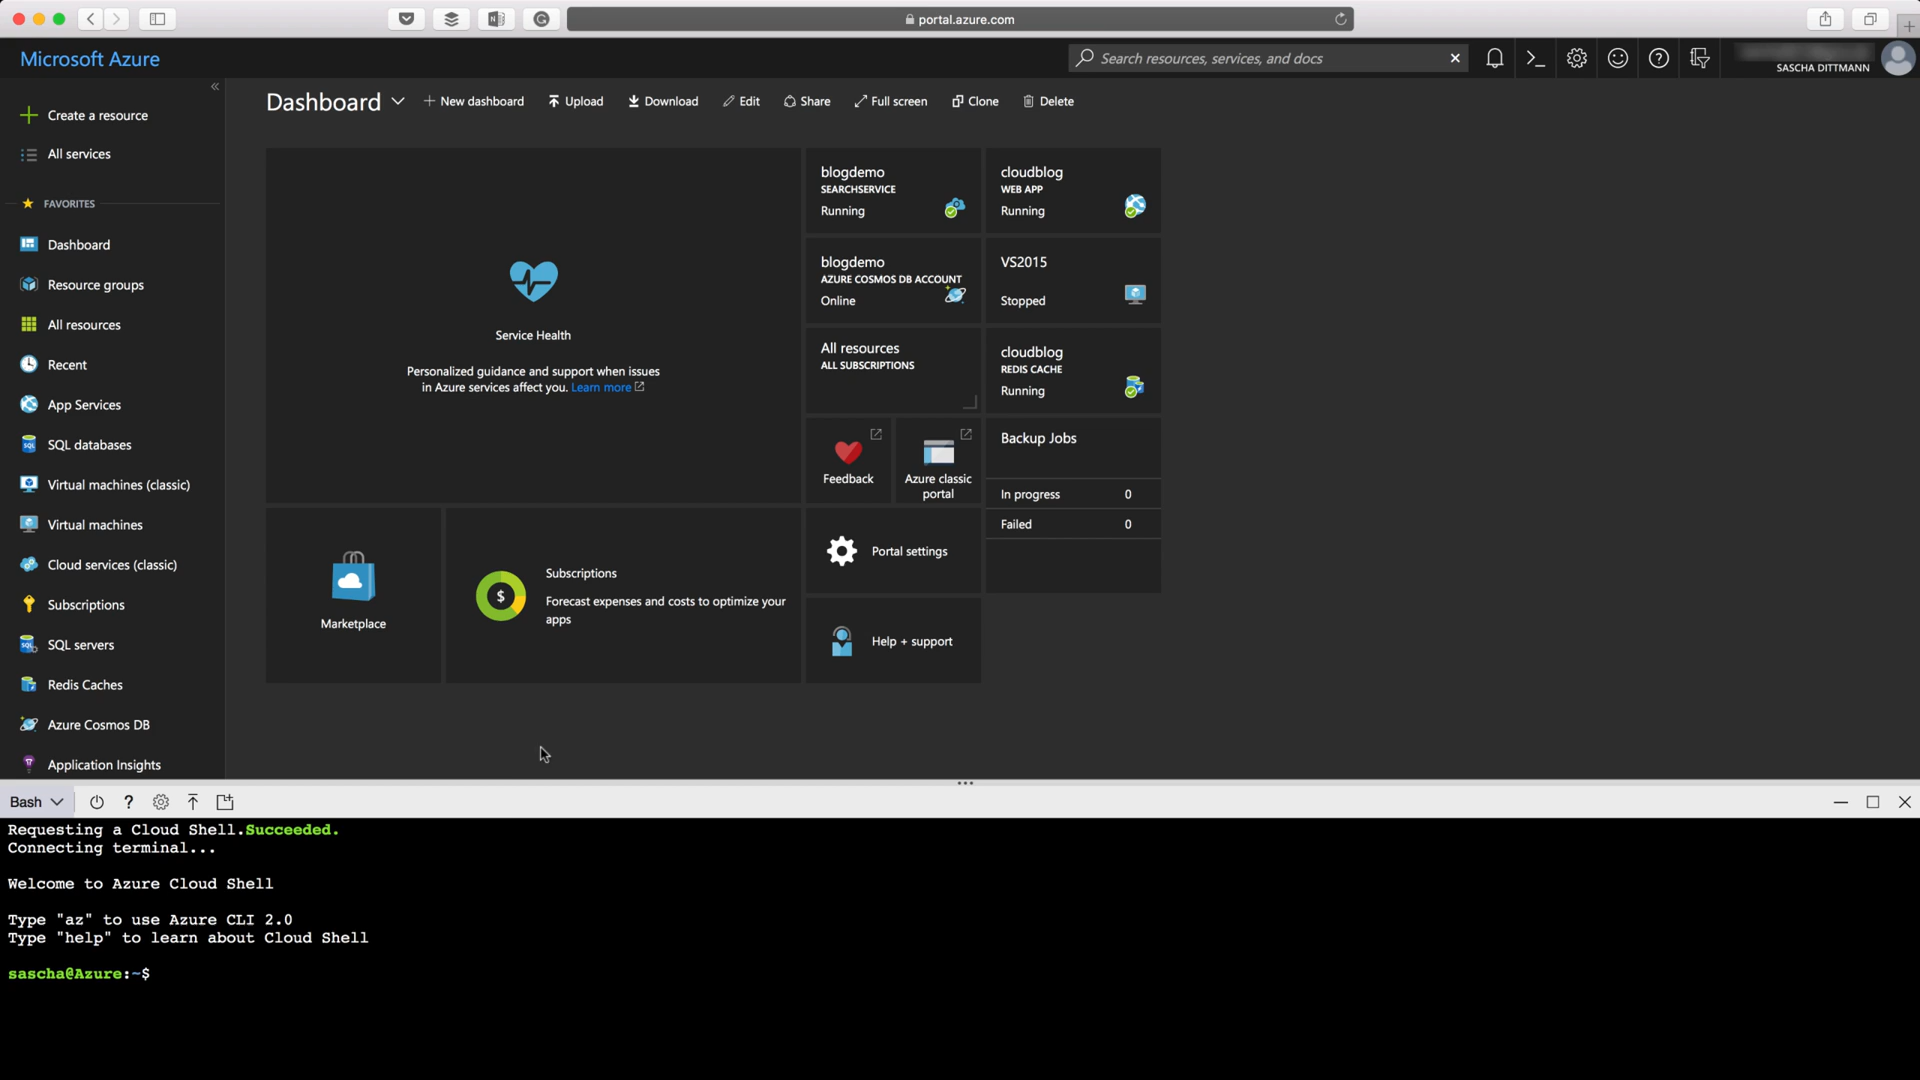 portal.azure.com
Microsoft Azure
Search resources, services, and docs
SASCHA DITTMANN
Create a resource
All services
FAVORITES
Dashboard
Resource groups
All resources
Recent
App Services
SQL databases
Virtual machines (classic)
Virtual machines
Cloud services (classic)
Subscriptions
SQL servers
Redis Caches
Azure Cosmos DB
Application Insights
Dashboard
New dashboard
Upload
Download
Edit
Share
Full screen
Clone
Delete
Service Health
Personalized guidance and support when issues
in Azure services affect you. Learn more
Marketplace
$
Subscriptions
Forecast expenses and costs to optimize your
apps
blogdemo
SEARCHSERVICE
Running
cloudblog
WEB APP
Running
blogdemo
AZURE COSMOS DB ACCOUNT
Online
VS2015
Stopped
All resources
ALL SUBSCRIPTIONS
cloudblog
REDIS CACHE
Running
Feedback
Azure classic
portal
Backup Jobs
In progress 0
Failed 0
Portal settings
Help + support
Bash
Requesting a Cloud Shell.Succeeded.
Connecting terminal...
Welcome to Azure Cloud Shell
Type "az" to use Azure CLI 2.0
Type "help" to learn about Cloud Shell
sascha@Azure:~$